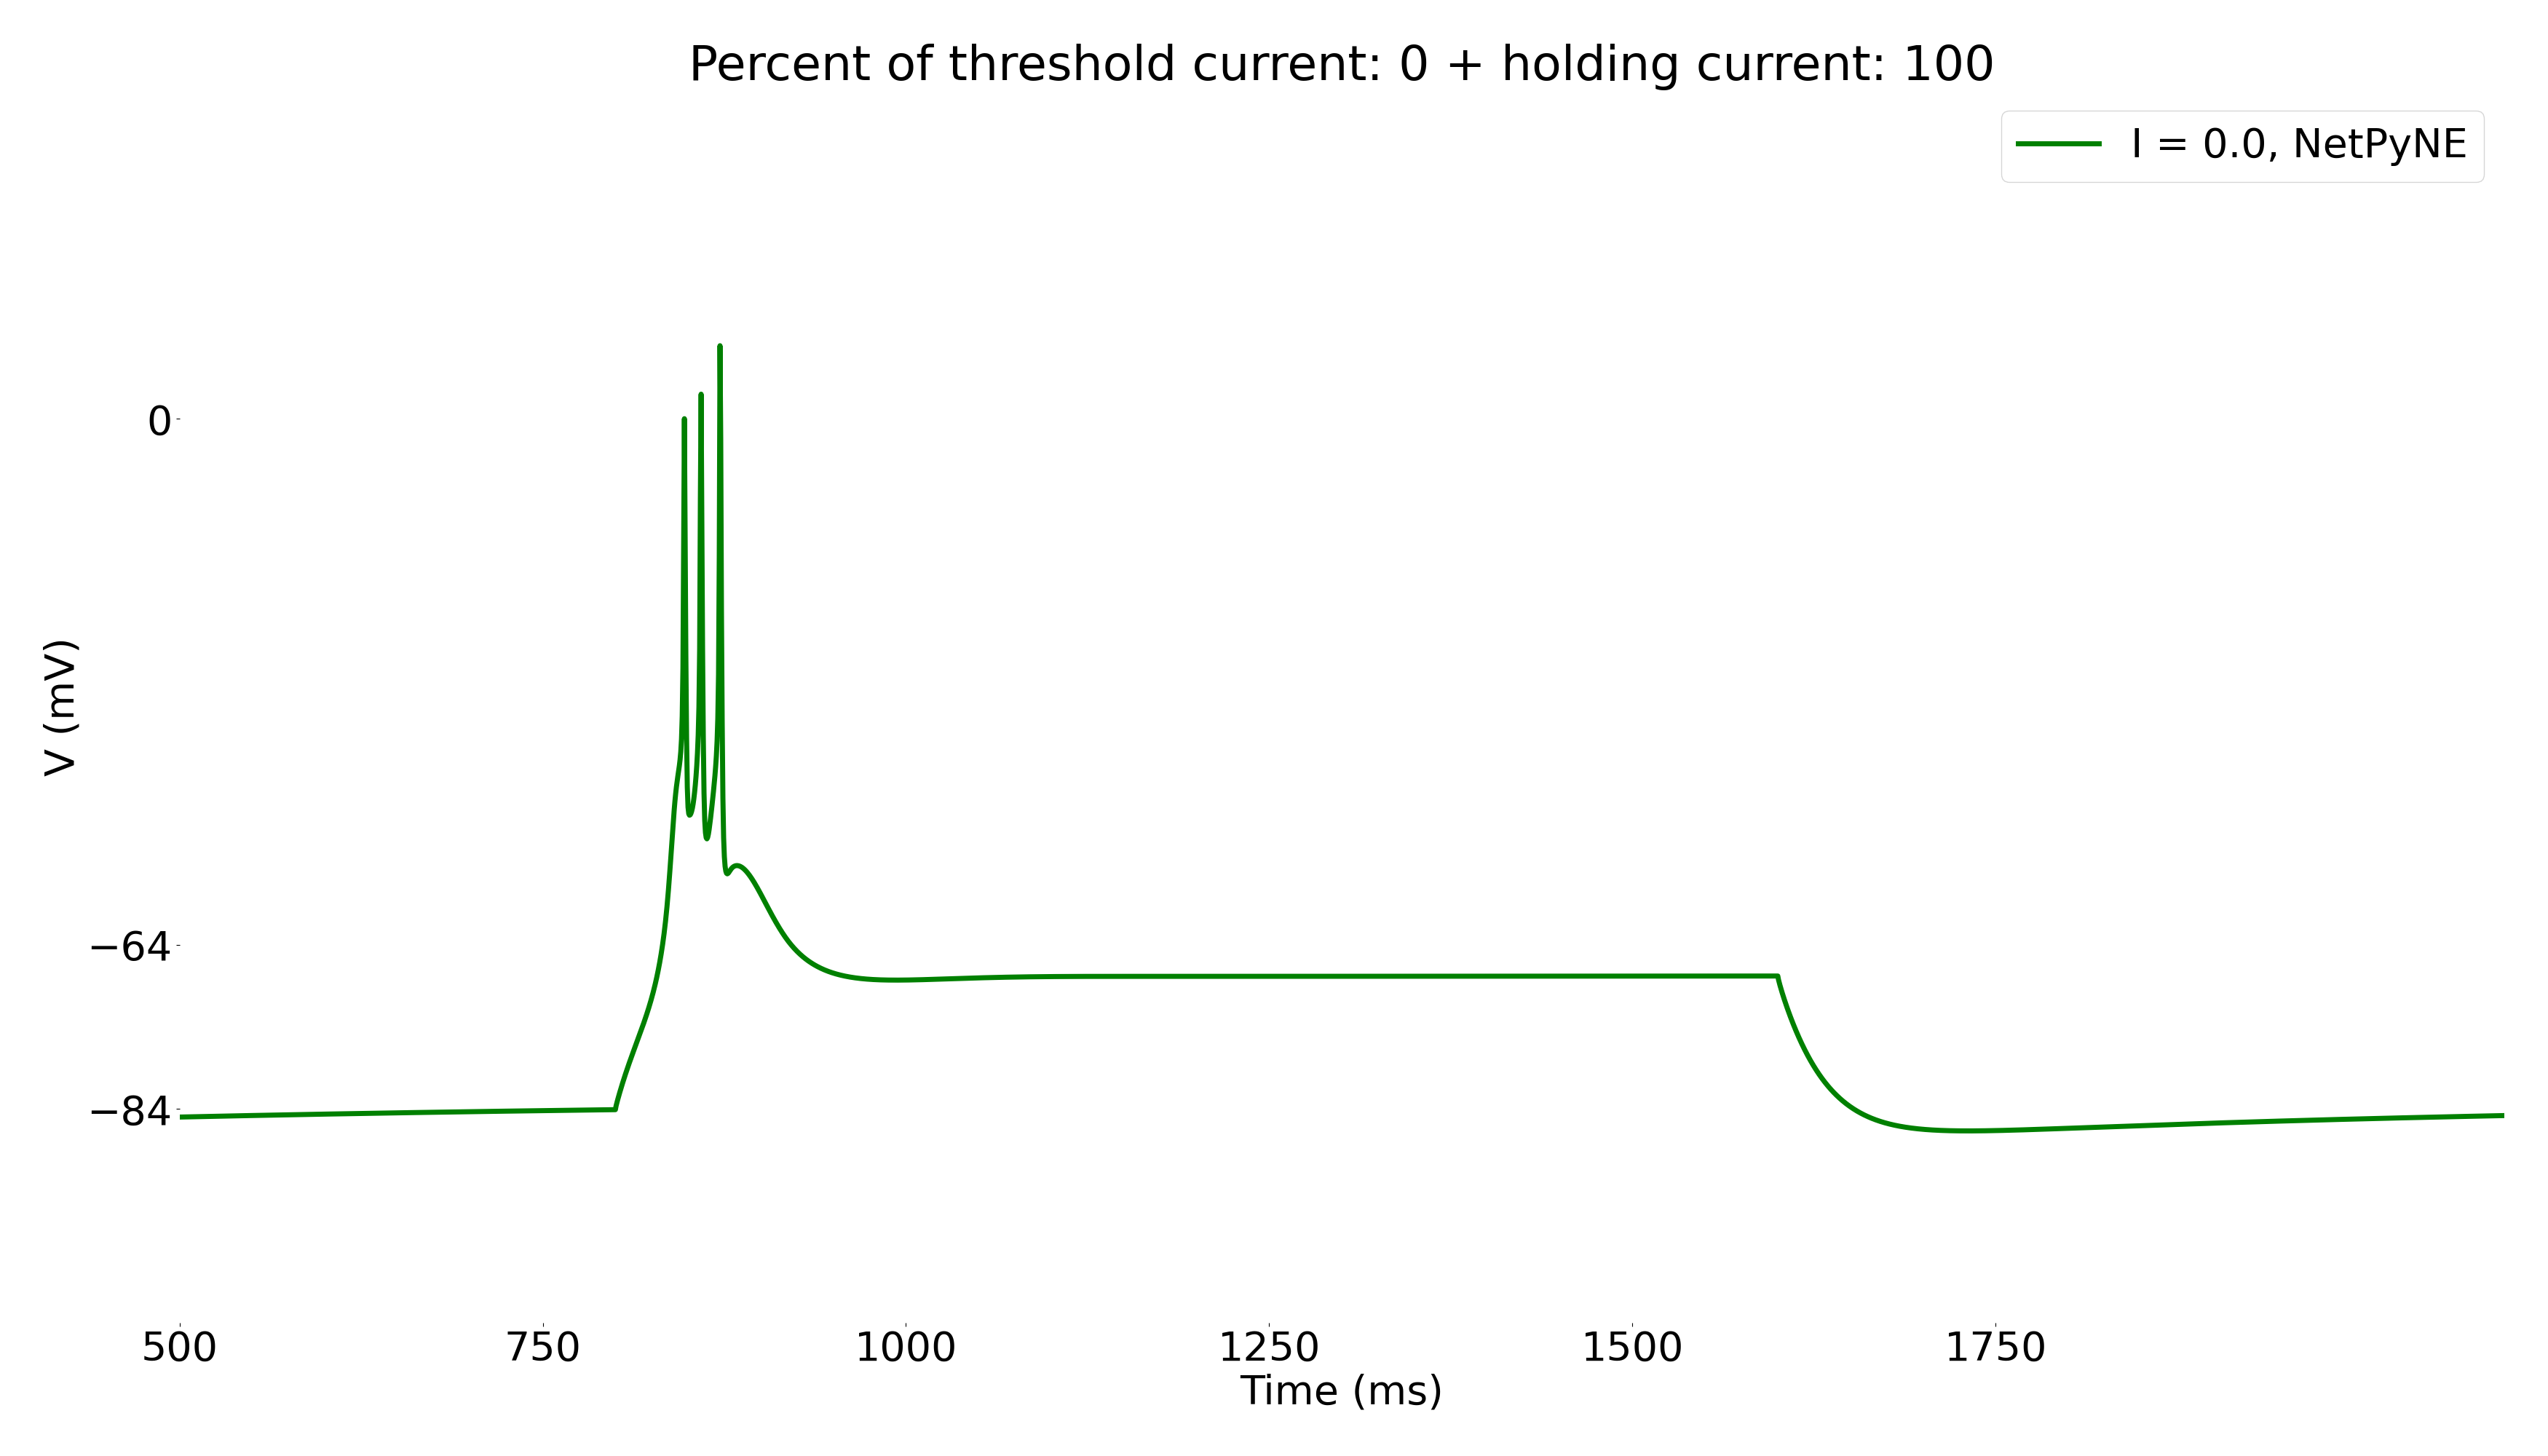 Percent of threshold current: 0 + holding current: 100
I = 0.0, NetPyNE
0
−64
−84
V (mV)
500 750 1000 1250 1500 1750
Time (ms)